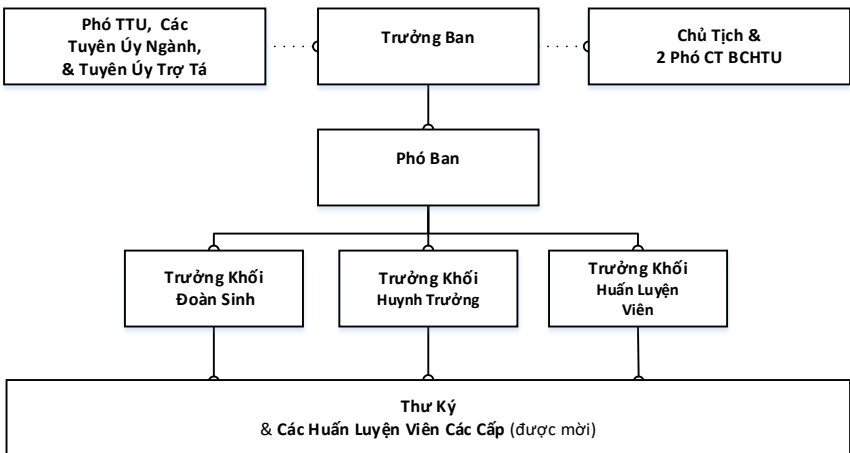 Phó TTU, Các
Tuyên Úy Ngành,
& Tuyên Úy Trợ Tá
Trưởng Ban
Chủ Tịch &
2 Phó CT BCHTU
Phó Ban
Trưởng Khối
Đoàn Sinh
Trưởng Khối
Huynh Trưởng
Trưởng Khối
Huấn Luyện
Viên
Thư Ký
& Các Huấn Luyện Viên Các Cấp (được mời)